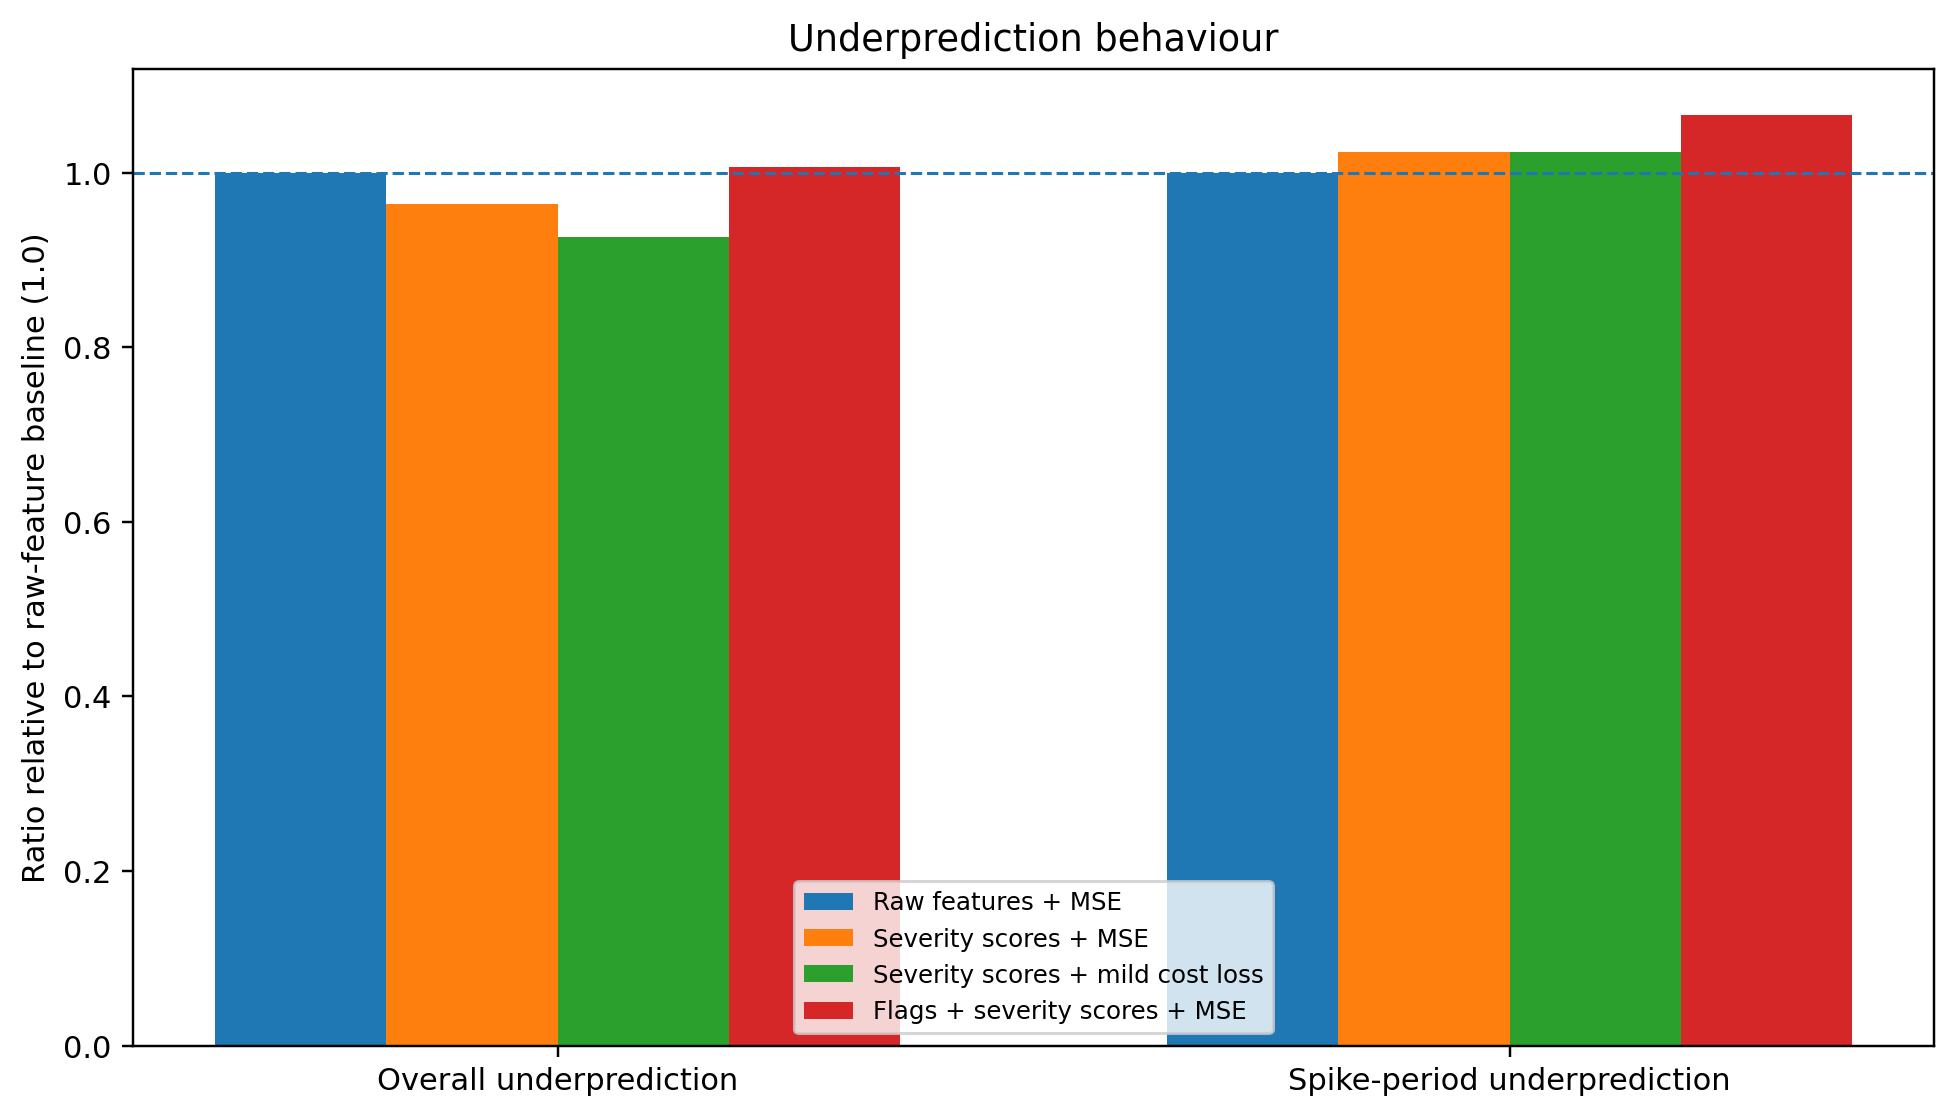 Underprediction behaviour
Ratio relative to raw-feature baseline (1.0)
1.0
0.8
0.6
0.4
0.2
0.0
Raw features + MSE
Severity scores + MSE
Severity scores + mild cost loss
Flags + severity scores + MSE
Overall underprediction
Spike-period underprediction